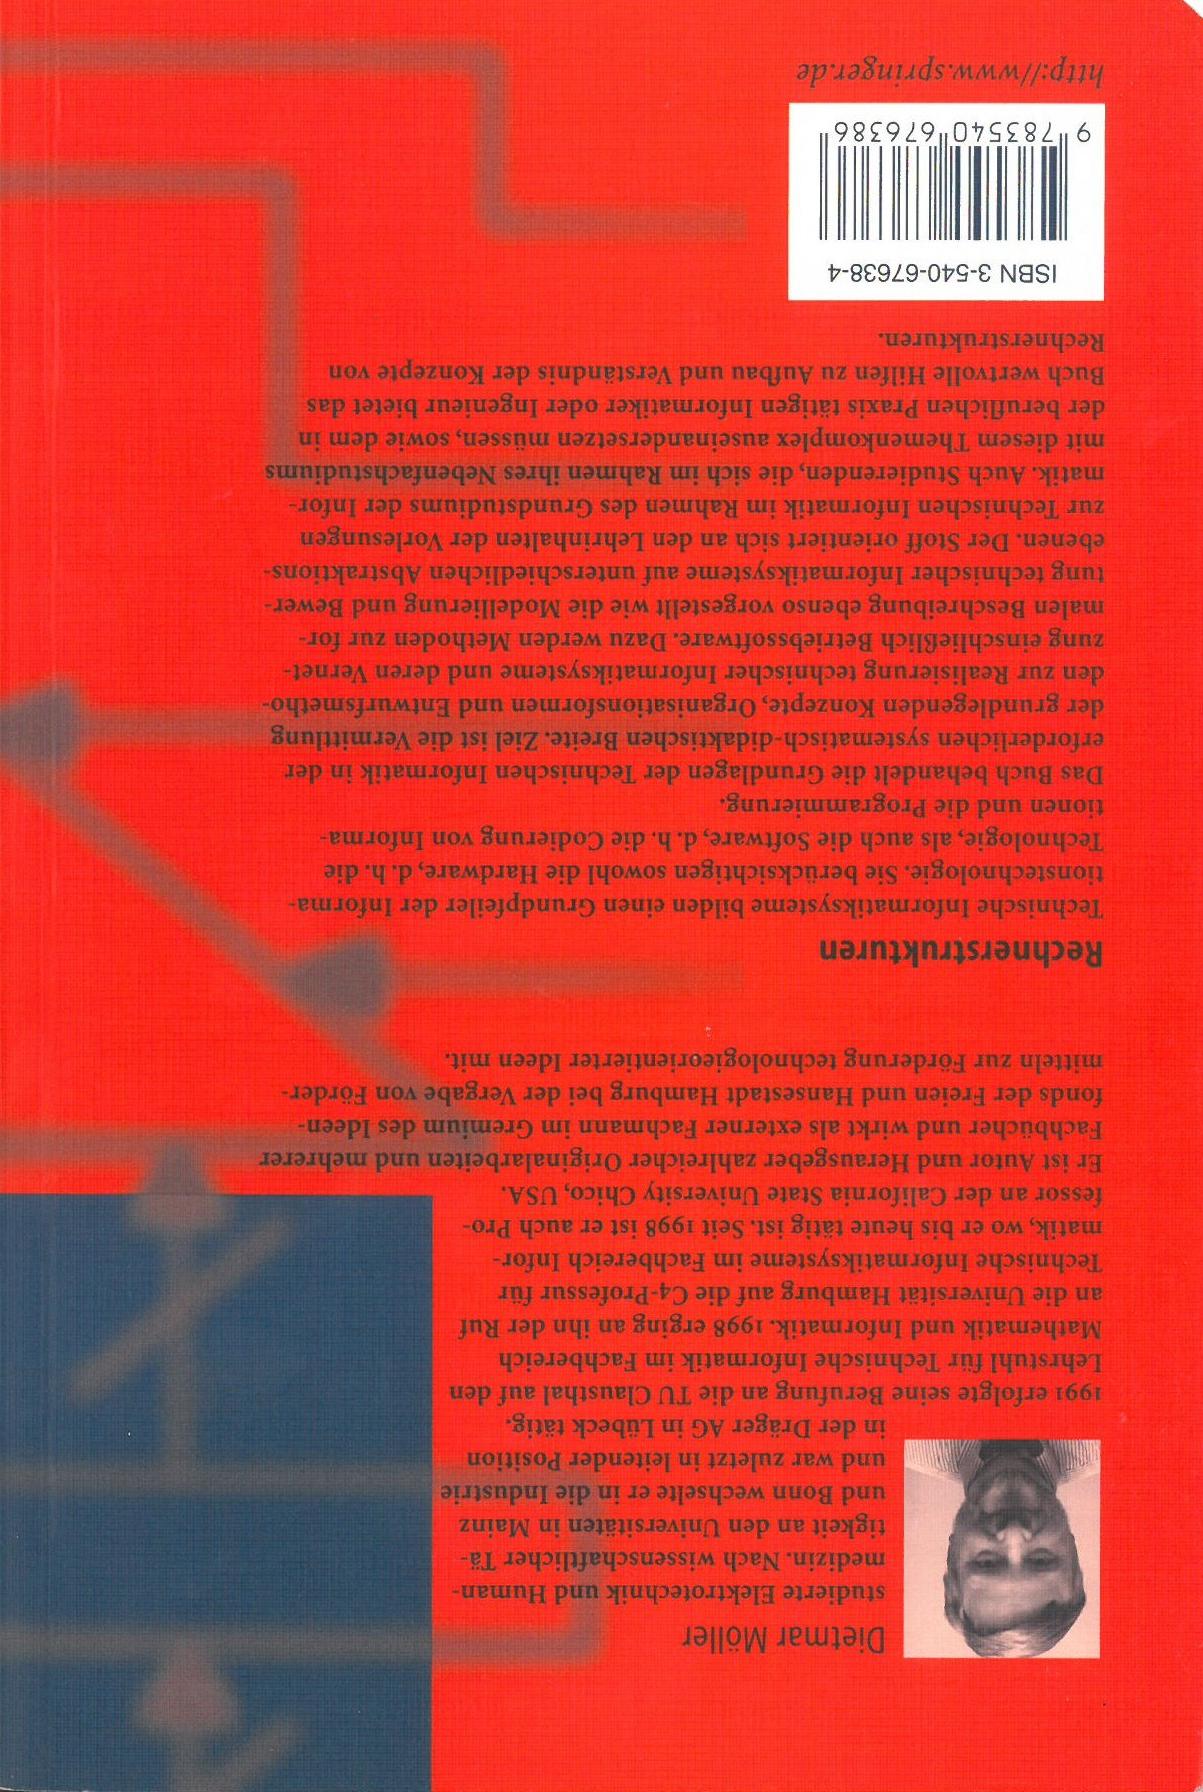 Dietmar Möller
studierte Elektrotechnik und Human-
medizin. Nach wissenschaftlicher Tä-
tigkeit an den Universitäten in Mainz
und Bonn wechselte er in die Industrie
und war zuletzt in leitender Position
in der Dräger AG in Lübeck tätig.
1991 erfolgte seine Berufung an die TU Clausthal auf den
Lehrstuhl für Technische Informatik im Fachbereich
Mathematik und Informatik. 1998 erging an ihn der Ruf
an die Universität Hamburg auf die C4-Professur für
Technische Informatiksysteme im Fachbereich Infor-
matik, wo er bis heute tätig ist. Seit 1998 ist er auch Pro-
fessor an der California State University Chico, USA.
Er ist Autor und Herausgeber zahlreicher Originalarbeiten und mehrerer
Fachbücher und wirkt als externer Fachmann im Gremium des Ideen-
fonds der Freien und Hansestadt Hamburg bei der Vergabe von Förder-
mitteln zur Förderung technologieorientierter Ideen mit.
Rechnerstrukturen
Technische Informatiksysteme bilden einen Grundpfeiler der Informa-
tionstechnologie. Sie berücksichtigen sowohl die Hardware, d. h. die
Technologie, als auch die Software, d. h. die Codierung von Informa-
tionen und die Programmierung.
Das Buch behandelt die Grundlagen der Technischen Informatik in der
erforderlichen systematisch-didaktischen Breite. Ziel ist die Vermittlung
der grundlegenden Konzepte, Organisationsformen und Entwurfsmetho-
den zur Realisierung technischer Informatiksysteme und deren Vernet-
zung einschließlich Betriebssoftware. Dazu werden Methoden zur for-
malen Beschreibung ebenso vorgestellt wie die Modellierung und Bewer-
tung technischer Informatiksysteme auf unterschiedlichen Abstraktions-
ebenen. Der Stoff orientiert sich an den Lehrinhalten der Vorlesungen
zur Technischen Informatik im Rahmen des Grundstudiums der Infor-
matik. Auch Studierenden, die sich im Rahmen ihres Nebenfachstudiums
mit diesem Themenkomplex auseinandersetzen müssen, sowie dem in
der beruflichen Praxis tätigen Informatiker oder Ingenieur bietet das
Buch wertvolle Hilfen zu Aufbau und Verständnis der Konzepte von
Rechnerstrukturen.
ISBN 3-540-67638-4
9 783540 676386
http://www.springer.de